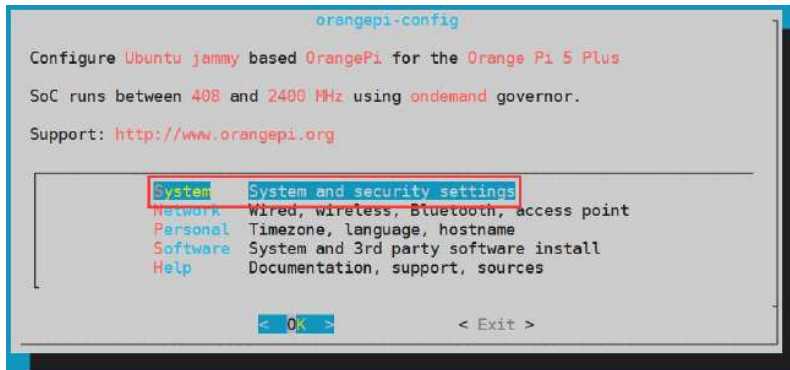 orangepi-config
Configure Ubuntu jammy based OrangePi for the Orange Pi 5 Plus
SoC runs between 408 and 2400 MHz using ondemand governor.
Support: http://www.orangepi.org
System System and security settings
Network Wired, wireless, Bluetooth, access point
Personal Timezone, language, hostname
Software System and 3rd party software install
Help Documentation, support, sources
< OK > < Exit >